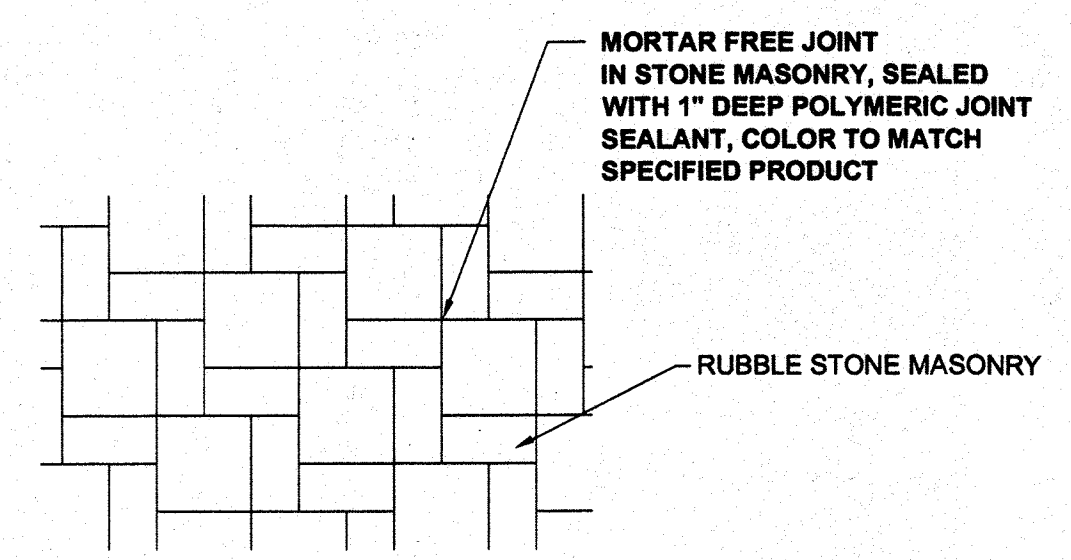 MORTAR FREE JOINT
IN STONE MASONRY, SEALED
WITH 1" DEEP POLYMERIC JOINT
SEALANT, COLOR TO MATCH
SPECIFIED PRODUCT
RUBBLE STONE MASONRY